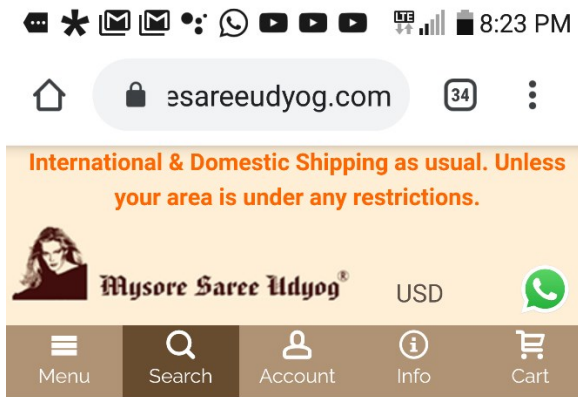 LTE 8:23 PM
esareeudyog.com 34
International & Domestic Shipping as usual. Unless
your area is under any restrictions.
Mysore Saree Udyog®
USD
Menu Search Account Info Cart